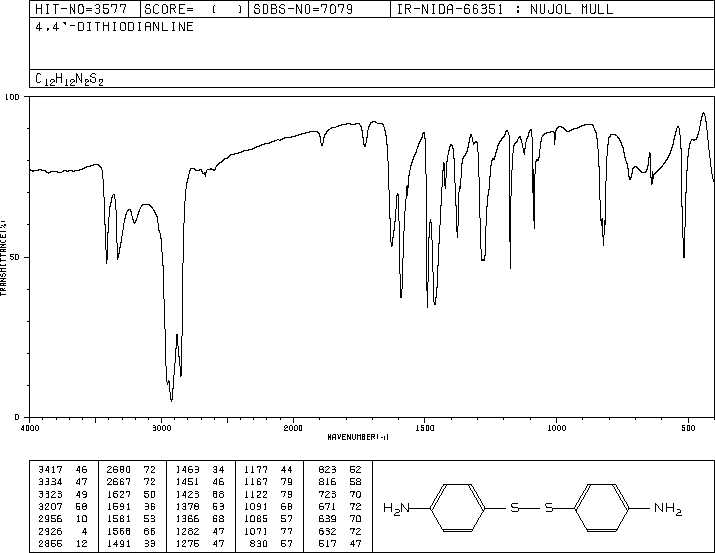 HIT-NO=3577 SCORE= ( ) SDBS-NO=7079 IR-NIDA-66351 : NUJOL MULL
4,4'-DITHIODIANLINE
C12H12N2S2
100
50
0
TRANSMITTANCE(%)
4000 3000 2000 1500 1000 500
WAVENUMBER(-1)
3417 46 2680 72 1463 34 1177 44 823 52
3334 47 2667 72 1451 46 1167 79 816 58
3323 49 1627 50 1423 68 1122 79 723 70
3207 58 1591 36 1378 53 1091 68 671 72
2956 10 1581 53 1366 68 1085 57 639 70
2926 4 1568 66 1282 47 1071 77 632 72
2855 12 1491 33 1275 47 830 57 517 47
H2N S S NH2